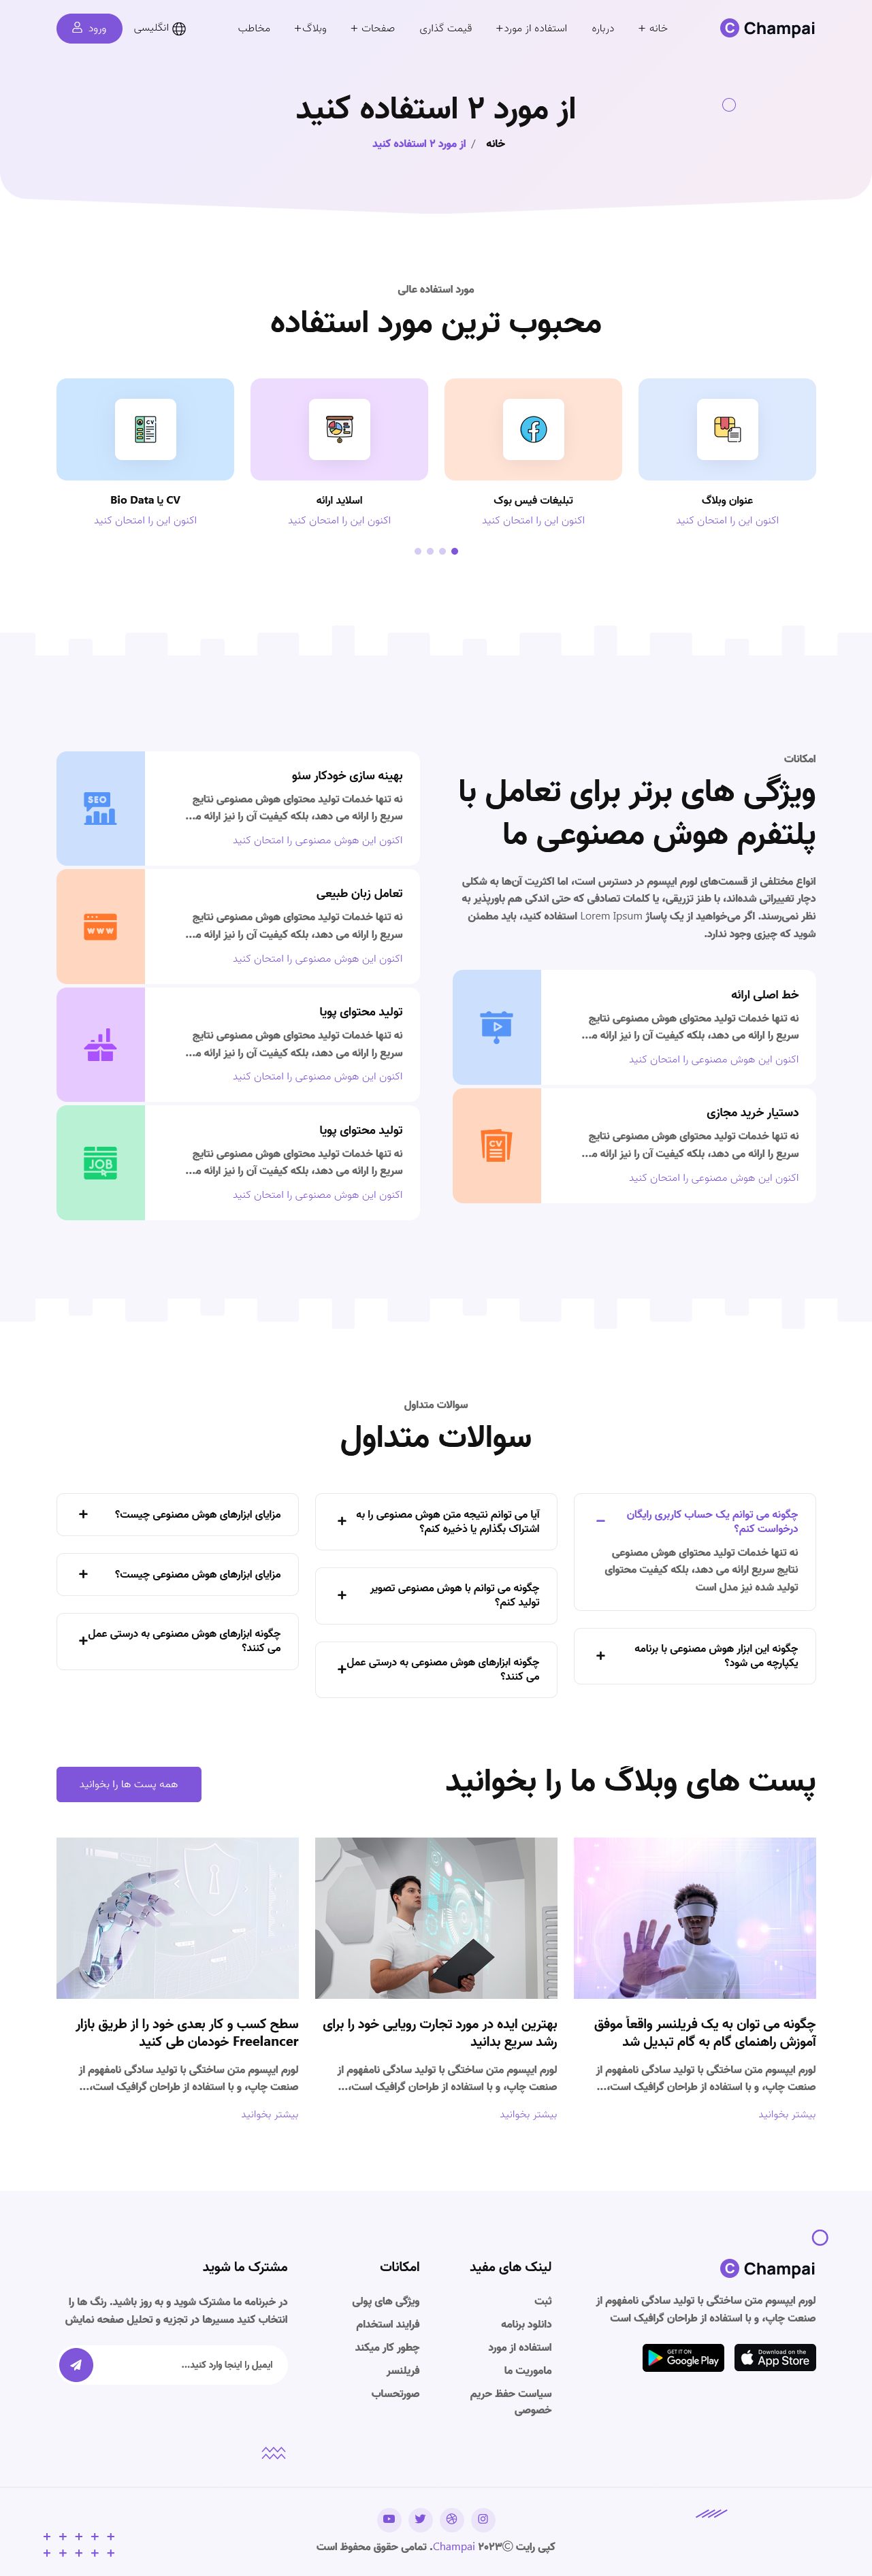 Champai
خانه +
درباره
استفاده از مورد+
قیمت گذاری
صفحات +
وبلاگ+
مخاطب
انگلیسی
ورود
از مورد ۲ استفاده کنید
خانه / از مورد ۲ استفاده کنید
مورد استفاده عالی
محبوب ترین مورد استفاده
عنوان وبلاگ
اکنون این را امتحان کنید
تبلیغات فیس بوک
اکنون این را امتحان کنید
اسلاید ارائه
اکنون این را امتحان کنید
CV
CV یا Bio Data
اکنون این را امتحان کنید
امکانات
ویژگی های برتر برای تعامل با
پلتفرم هوش مصنوعی ما
انواع مختلفی از قسمت‌های لورم ایپسوم در دسترس است، اما اکثریت آن‌ها به شکلی
دچار تغییراتی شده‌اند، با طنز تزریقی، یا کلمات تصادفی که حتی اندکی هم باورپذیر به
نظر نمی‌رسند. اگر می‌خواهید از یک پاساژ Lorem Ipsum استفاده کنید، باید مطمئن
شوید که چیزی وجود ندارد.
خط اصلی ارائه
نه تنها خدمات تولید محتوای هوش مصنوعی نتایج
سریع را ارائه می دهد، بلکه کیفیت آن را نیز ارائه مـ...
اکنون این هوش مصنوعی را امتحان کنید
CV
دستیار خرید مجازی
نه تنها خدمات تولید محتوای هوش مصنوعی نتایج
سریع را ارائه می دهد، بلکه کیفیت آن را نیز ارائه مـ...
اکنون این هوش مصنوعی را امتحان کنید
SEO
بهینه سازی خودکار سئو
نه تنها خدمات تولید محتوای هوش مصنوعی نتایج
سریع را ارائه می دهد، بلکه کیفیت آن را نیز ارائه مـ...
اکنون این هوش مصنوعی را امتحان کنید
WWW
تعامل زبان طبیعی
نه تنها خدمات تولید محتوای هوش مصنوعی نتایج
سریع را ارائه می دهد، بلکه کیفیت آن را نیز ارائه مـ...
اکنون این هوش مصنوعی را امتحان کنید
تولید محتوای پویا
نه تنها خدمات تولید محتوای هوش مصنوعی نتایج
سریع را ارائه می دهد، بلکه کیفیت آن را نیز ارائه مـ...
اکنون این هوش مصنوعی را امتحان کنید
JOB
تولید محتوای پویا
نه تنها خدمات تولید محتوای هوش مصنوعی نتایج
سریع را ارائه می دهد، بلکه کیفیت آن را نیز ارائه مـ...
اکنون این هوش مصنوعی را امتحان کنید
سوالات متداول
سوالات متداول
چگونه می توانم یک حساب کاربری رایگان
درخواست کنم؟
نه تنها خدمات تولید محتوای هوش مصنوعی
نتایج سریع ارائه می دهد، بلکه کیفیت محتوای
تولید شده نیز مدل است
چگونه این ابزار هوش مصنوعی با برنامه
یکپارچه می شود؟
آیا می توانم نتیجه متن هوش مصنوعی را به
اشتراک بگذارم یا ذخیره کنم؟
چگونه می توانم با هوش مصنوعی تصویر
تولید کنم؟
چگونه ابزارهای هوش مصنوعی به درستی عمل
می کنند؟
مزایای ابزارهای هوش مصنوعی چیست؟
مزایای ابزارهای هوش مصنوعی چیست؟
چگونه ابزارهای هوش مصنوعی به درستی عمل
می کنند؟
پست های وبلاگ ما را بخوانید
همه پست ها را بخوانید
چگونه می توان به یک فریلنسر واقعاً موفق
آموزش راهنمای گام به گام تبدیل شد
لورم ایپسوم متن ساختگی با تولید سادگی نامفهوم از
صنعت چاپ، و با استفاده از طراحان گرافیک است،...
بیشتر بخوانید
بهترین ایده در مورد تجارت رویایی خود را برای
رشد سریع بدانید
لورم ایپسوم متن ساختگی با تولید سادگی نامفهوم از
صنعت چاپ، و با استفاده از طراحان گرافیک است،...
بیشتر بخوانید
سطح کسب و کار بعدی خود را از طریق بازار
Freelancer خودمان طی کنید
لورم ایپسوم متن ساختگی با تولید سادگی نامفهوم از
صنعت چاپ، و با استفاده از طراحان گرافیک است،...
بیشتر بخوانید
Champai
لورم ایپسوم متن ساختگی با تولید سادگی نامفهوم از
صنعت چاپ، و با استفاده از طراحان گرافیک است
Download on the
App Store
GET IT ON
Google Play
لینک های مفید
ثبت
دانلود برنامه
استفاده از مورد
ماموریت ما
سیاست حفظ حریم
خصوصی
امکانات
ویژگی های پولی
فرایند استخدام
چطور کار میکند
فریلنسر
صورتحساب
مشترک ما شوید
در خبرنامه ما مشترک شوید و به روز باشید. رنگ ها را
انتخاب کنید مسیرها در تجزیه و تحلیل صفحه نمایش
ایمیل را اینجا وارد کنید...
کپی رایت Ⓒ۲۰۲۳ Champai. تمامی حقوق محفوظ است